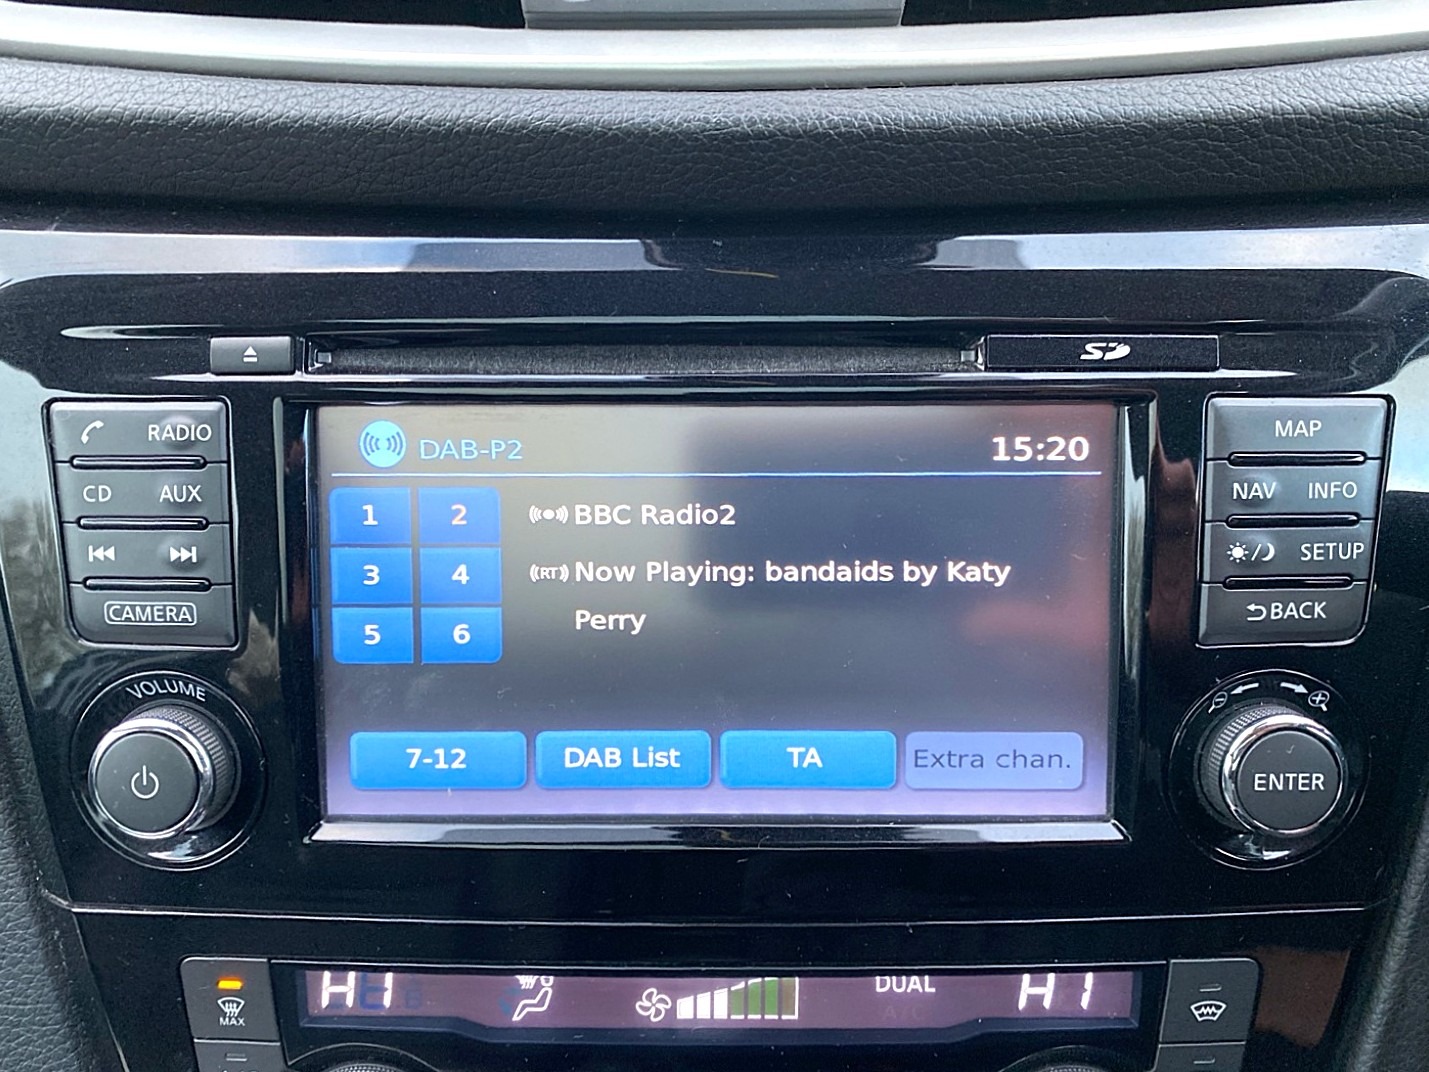 SD
RADIO
CD AUX
CAMERA
VOLUME
DAB-P2 15:20
1 2
3 4
5 6
BBC Radio2
(RT) Now Playing: bandaids by Katy
Perry
7-12 DAB List TA Extra chan.
MAP
NAV INFO
SETUP
BACK
ENTER
MAX
HI DUAL HI
A/C